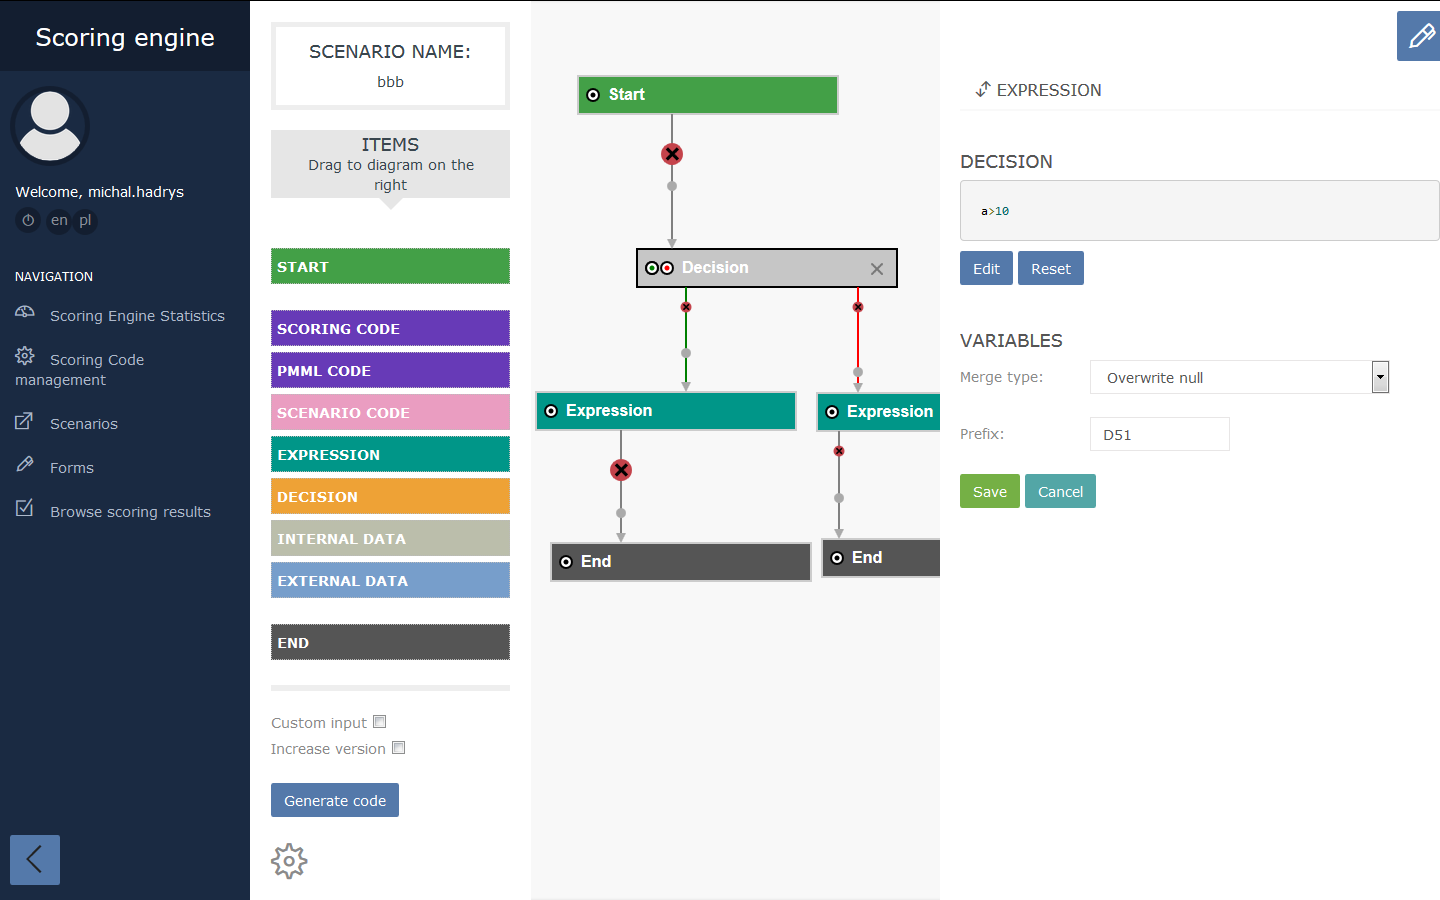 Scoring engine
Welcome, michal.hadrys
en pl
NAVIGATION
Scoring Engine Statistics
Scoring Code
management
Scenarios
Forms
Browse scoring results
SCENARIO NAME:
bbb
ITEMS
Drag to diagram on the
right
START
SCORING CODE
PMML CODE
SCENARIO CODE
EXPRESSION
DECISION
INTERNAL DATA
EXTERNAL DATA
END
Custom input
Increase version
Generate code
Start
Decision
Expression
Expression
End
End
EXPRESSION
DECISION
a>10
Edit Reset
VARIABLES
Merge type: Overwrite null
Prefix: D51
Save Cancel